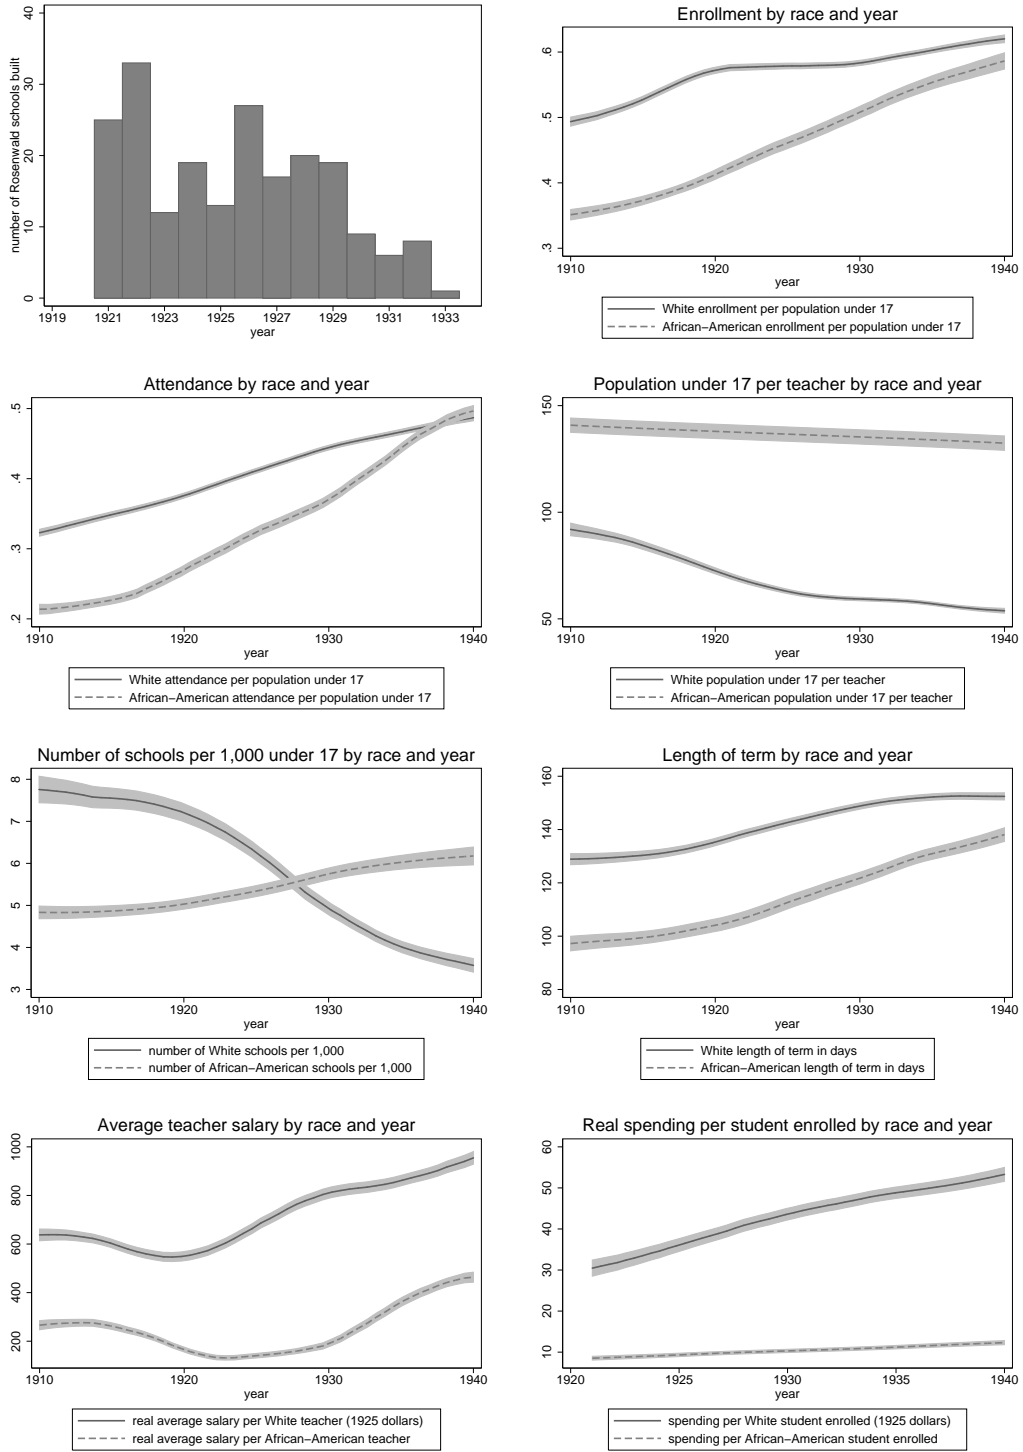 number of Rosenwald schools built
40
30
20
10
0
1919 1921 1923 1925 1927 1929 1931 1933
year
Enrollment by race and year
.6
.5
.4
.3
1910 1920 1930 1940
year
White enrollment per population under 17
African−American enrollment per population under 17
Attendance by race and year
.5
.4
.3
.2
1910 1920 1930 1940
year
White attendance per population under 17
African−American attendance per population under 17
Population under 17 per teacher by race and year
150
100
50
1910 1920 1930 1940
year
White population under 17 per teacher
African−American population under 17 per teacher
Number of schools per 1,000 under 17 by race and year
8
7
6
5
4
3
1910 1920 1930 1940
year
number of White schools per 1,000
number of African−American schools per 1,000
Length of term by race and year
160
140
120
100
80
1910 1920 1930 1940
year
White length of term in days
African−American length of term in days
Average teacher salary by race and year
1000
800
600
400
200
1910 1920 1930 1940
year
real average salary per White teacher (1925 dollars)
real average salary per African−American teacher
Real spending per student enrolled by race and year
60
50
40
30
20
10
1920 1925 1930 1935 1940
year
spending per White student enrolled (1925 dollars)
spending per African−American student enrolled